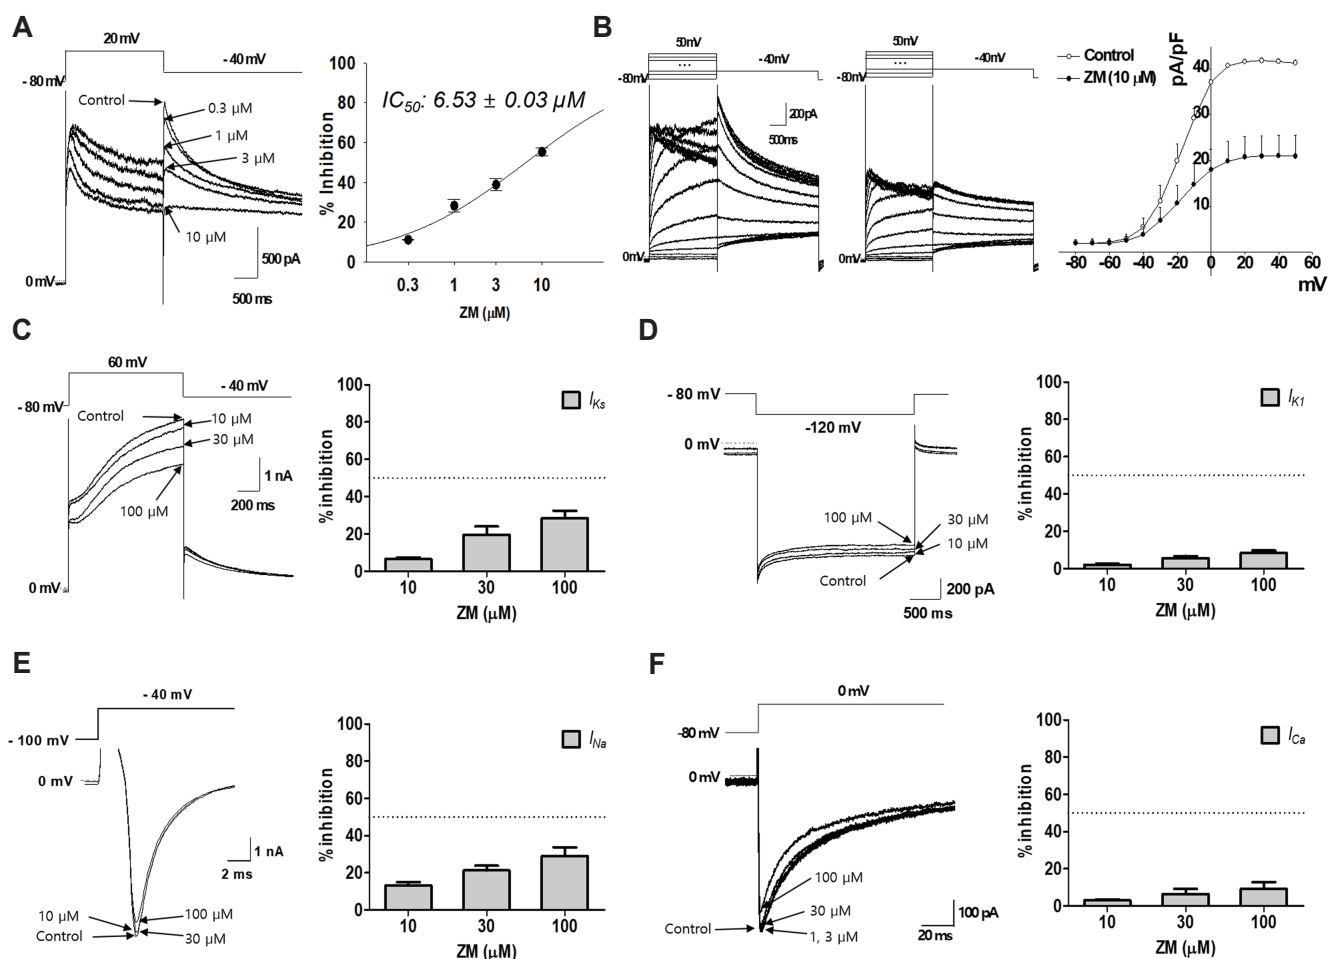 A
20 mV
- 40 mV
- 80 mV
Control
0.3 µM
1 µM
3 µM
10 µM
0 mV
500 pA
500 ms
% Inhibition
100
80
60
40
20
0
IC50: 6.53 ± 0.03 µM
0.3
1
3
10
ZM (µM)
B
50mV
-40mV
-80mV
200pA
500ms
0mV
50mV
-40mV
-80mV
0mV
Control
ZM (10 µM)
pA/pF
40
30
20
10
-80
-60
-40
-20
0
20
40
60
mV
C
60 mV
- 40 mV
- 80 mV
Control
10 µM
30 µM
100 µM
1 nA
200 ms
0 mV
% inhibition
100
80
60
40
20
0
IKs
10
30
100
ZM (µM)
D
- 80 mV
-120 mV
0 mV
100 µM
30 µM
10 µM
Control
200 pA
500 ms
% inhibition
100
80
60
40
20
0
IK1
10
30
100
ZM (µM)
E
- 40 mV
- 100 mV
0 mV
1 nA
2 ms
10 µM
100 µM
Control
30 µM
% inhibition
100
80
60
40
20
0
INa
10
30
100
ZM (µM)
F
0 mV
-80 mV
0 mV
100 µM
30 µM
Control
1, 3 µM
100 pA
20 ms
% inhibition
100
80
60
40
20
0
ICa
10
30
100
ZM (µM)